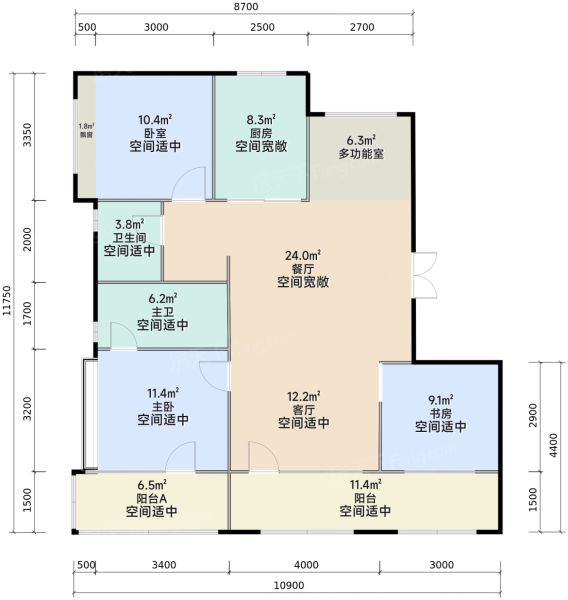 8700
500
3000
2500
2700
11750
3350
2000
1700
3200
1500
1.8㎡
飘窗
10.4㎡
卧室
空间适中
8.3㎡
厨房
空间宽敞
6.3㎡
多功能室
3.8㎡
卫生间
空间适中
24.0㎡
餐厅
空间宽敞
6.2㎡
主卫
空间适中
11.4㎡
主卧
空间适中
12.2㎡
客厅
空间适中
9.1㎡
书房
空间适中
2900
4400
1500
6.5㎡
阳台A
空间适中
11.4㎡
阳台
空间适中
500
3400
4000
3000
10900